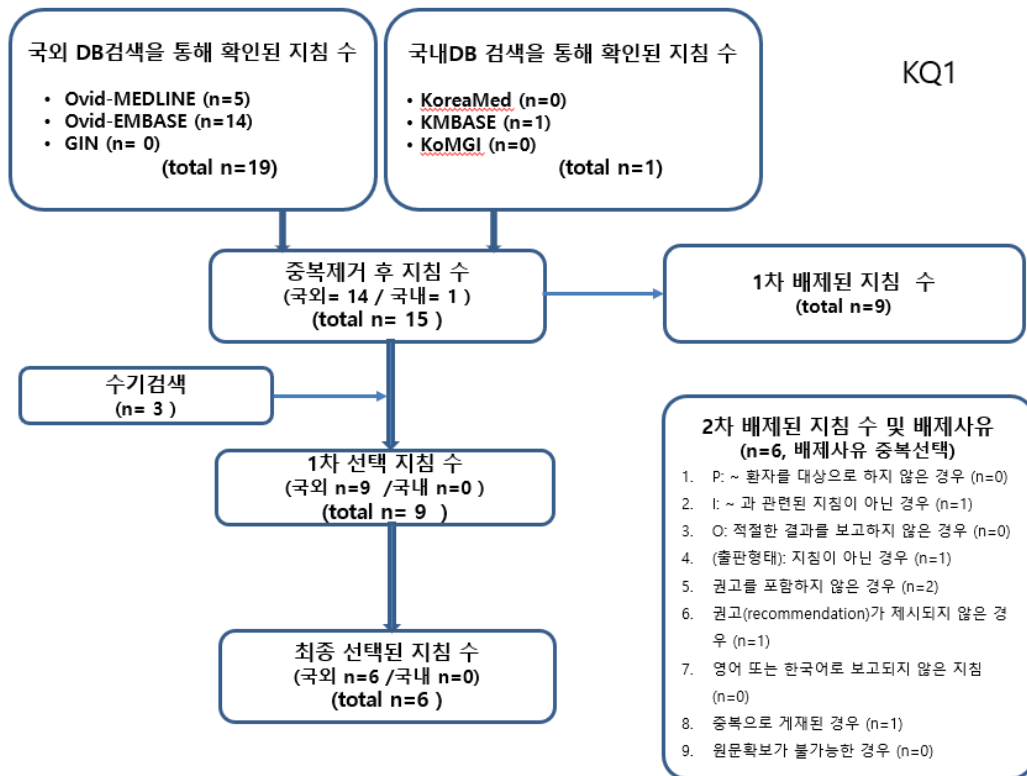 국외 DB검색을 통해 확인된 지침 수
• Ovid-MEDLINE (n=5)
• Ovid-EMBASE (n=14)
• GIN (n= 0)
(total n=19)
국내DB 검색을 통해 확인된 지침 수
• KoreaMed (n=0)
• KMBASE (n=1)
• KoMGI (n=0)
(total n=1)
KQ1
중복제거 후 지침 수
(국외= 14 / 국내= 1 )
(total n= 15 )
1차 배제된 지침 수
(total n=9)
수기검색
(n= 3 )
1차 선택 지침 수
(국외 n=9 /국내 n=0 )
(total n= 9 )
2차 배제된 지침 수 및 배제사유
(n=6, 배제사유 중복선택)
1. P: ~ 환자를 대상으로 하지 않은 경우 (n=0)
2. I: ~ 과 관련된 지침이 아닌 경우 (n=1)
3. O: 적절한 결과를 보고하지 않은 경우 (n=0)
4. (출판형태): 지침이 아닌 경우 (n=1)
5. 권고를 포함하지 않은 경우 (n=2)
6. 권고(recommendation)가 제시되지 않은 경
우 (n=1)
7. 영어 또는 한국어로 보고되지 않은 지침
(n=0)
8. 중복으로 게재된 경우 (n=1)
9. 원문확보가 불가능한 경우 (n=0)
최종 선택된 지침 수
(국외 n=6 /국내 n=0)
(total n=6 )